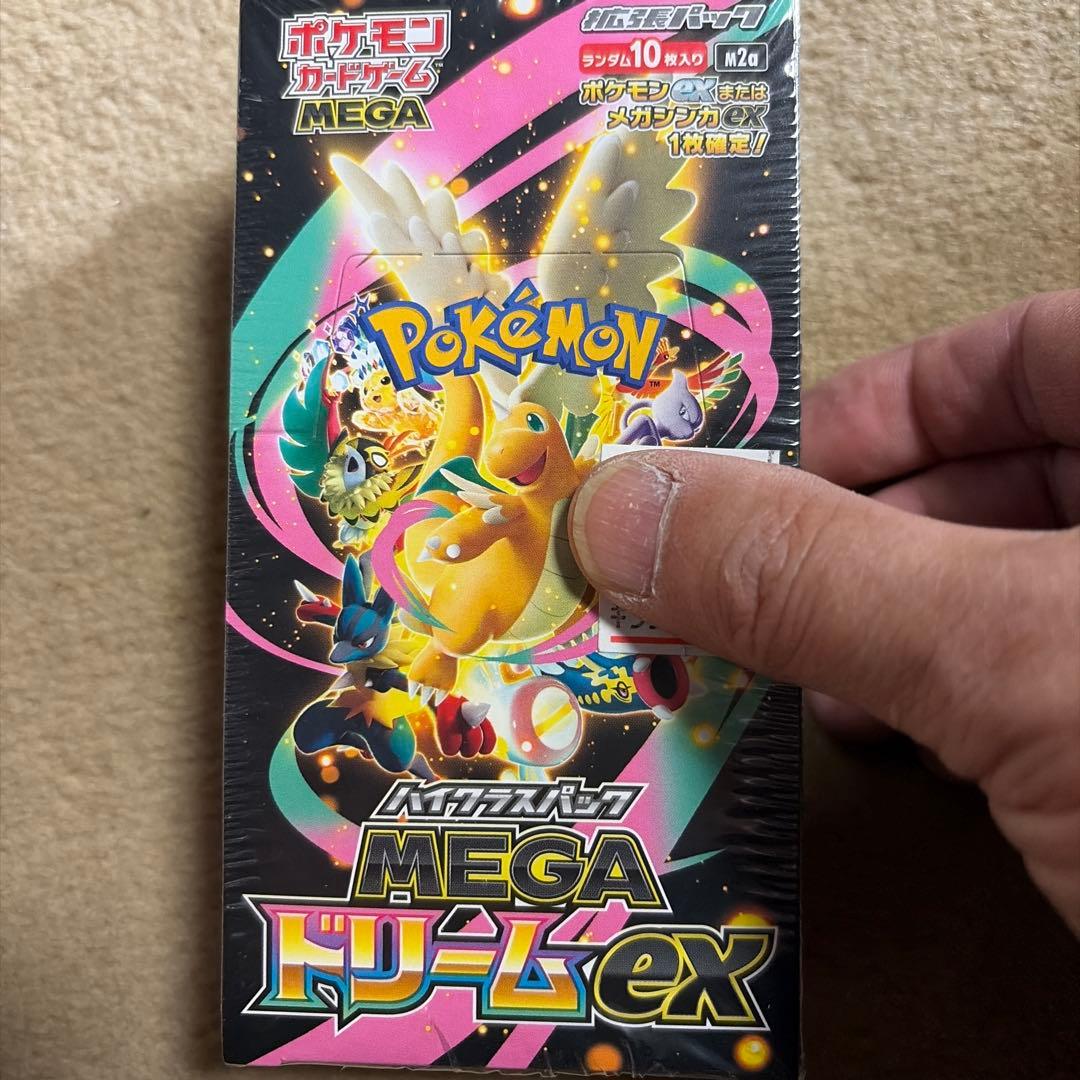 ポケモン
カードゲーム™
MEGA
拡張パック
ランダム10枚入り M2a
ポケモンexまたは
メガシンカex
1枚確定!
POKéMON™
ハイクラスパック
MEGA
ドリームex